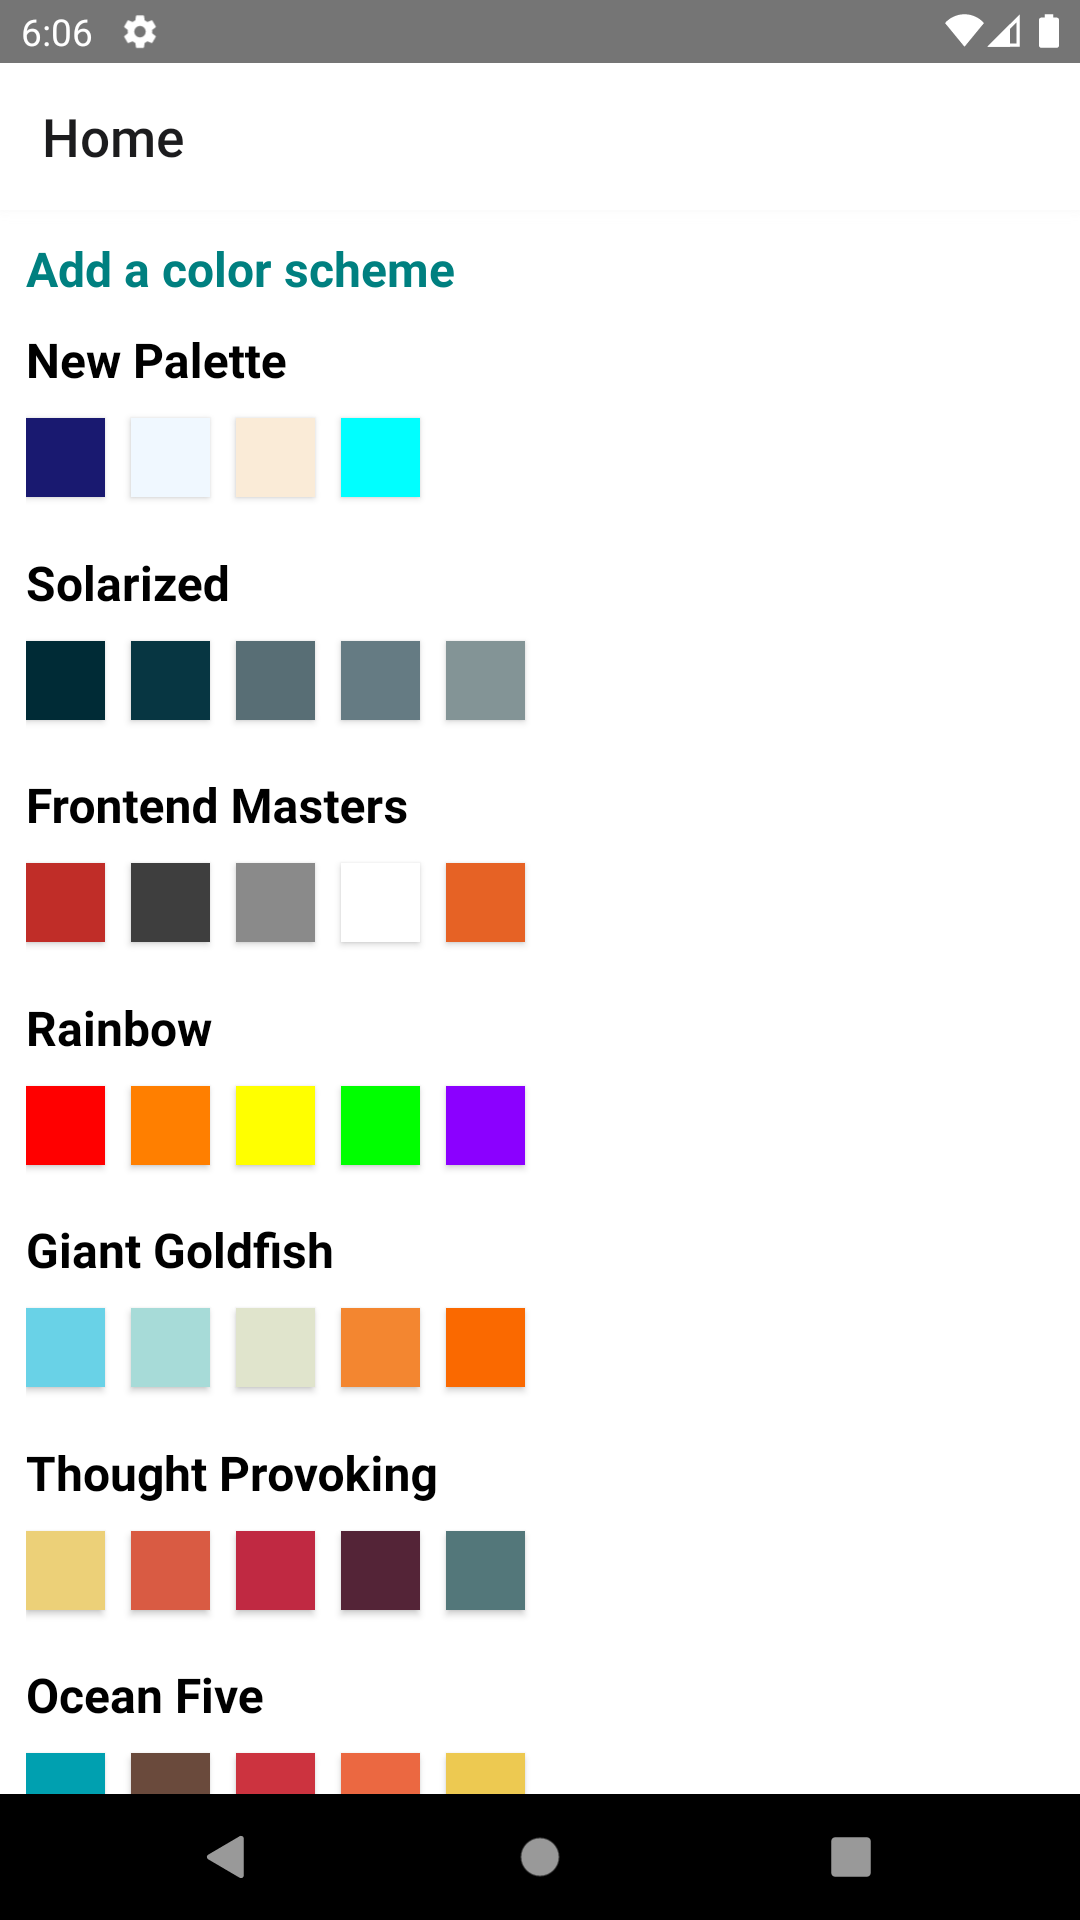 6:06
Home
Add a color scheme
New Palette
Solarized
Frontend Masters
Rainbow
Giant Goldfish
Thought Provoking
Ocean Five